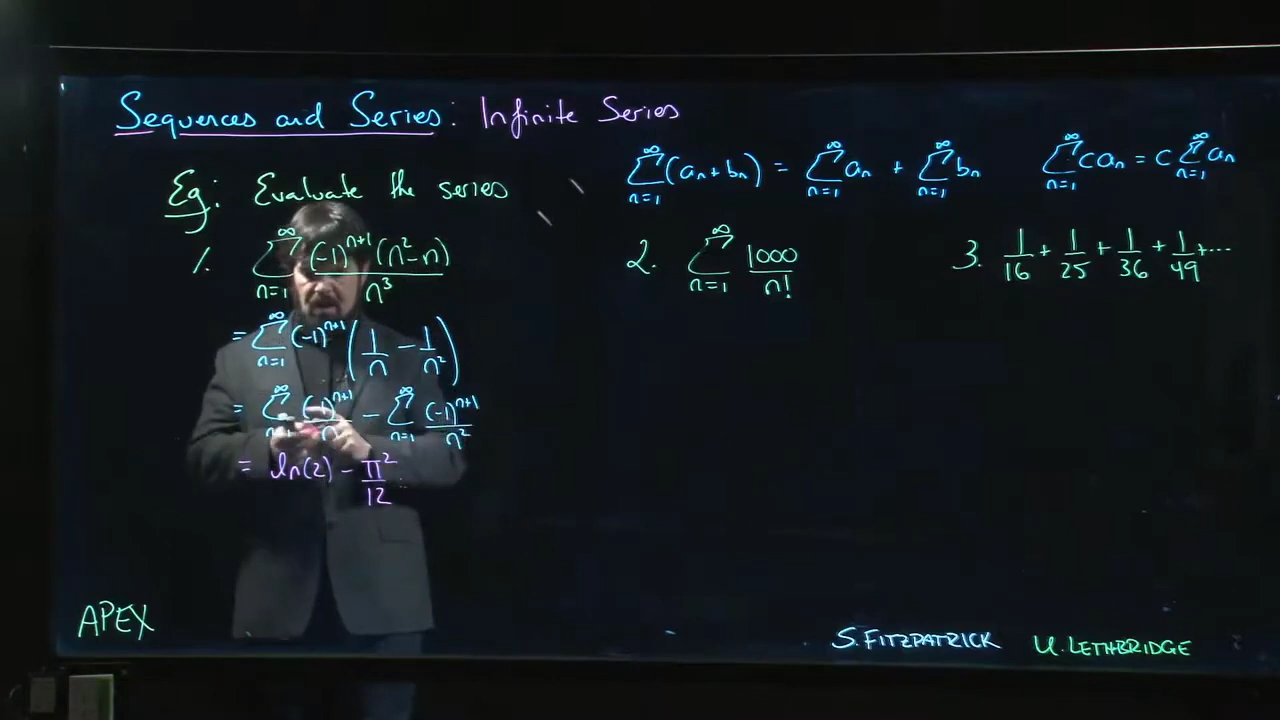 Sequences and Series: Infinite Series
∞∑n=1 (aₙ+bₙ) = ∞∑n=1 aₙ + ∞∑n=1 bₙ
∞∑n=1 c aₙ = c ∞∑n=1 aₙ
Eg: Evaluate the series
1. ∞∑n=1 (-1)ⁿ⁺¹(n²-n)/n³
= ∞∑n=1 (-1)ⁿ⁺¹ (1/n - 1/n²)
= ∞∑n=1 (-1)ⁿ⁺¹/n - ∞∑n=1 (-1)ⁿ⁺¹/n²
= ln(2) - π²/12.
2. ∞∑n=1 1000/n!
3. 1/16 + 1/25 + 1/36 + 1/49 + ...
APEX
S. FITZPATRICK U. LETHBRIDGE